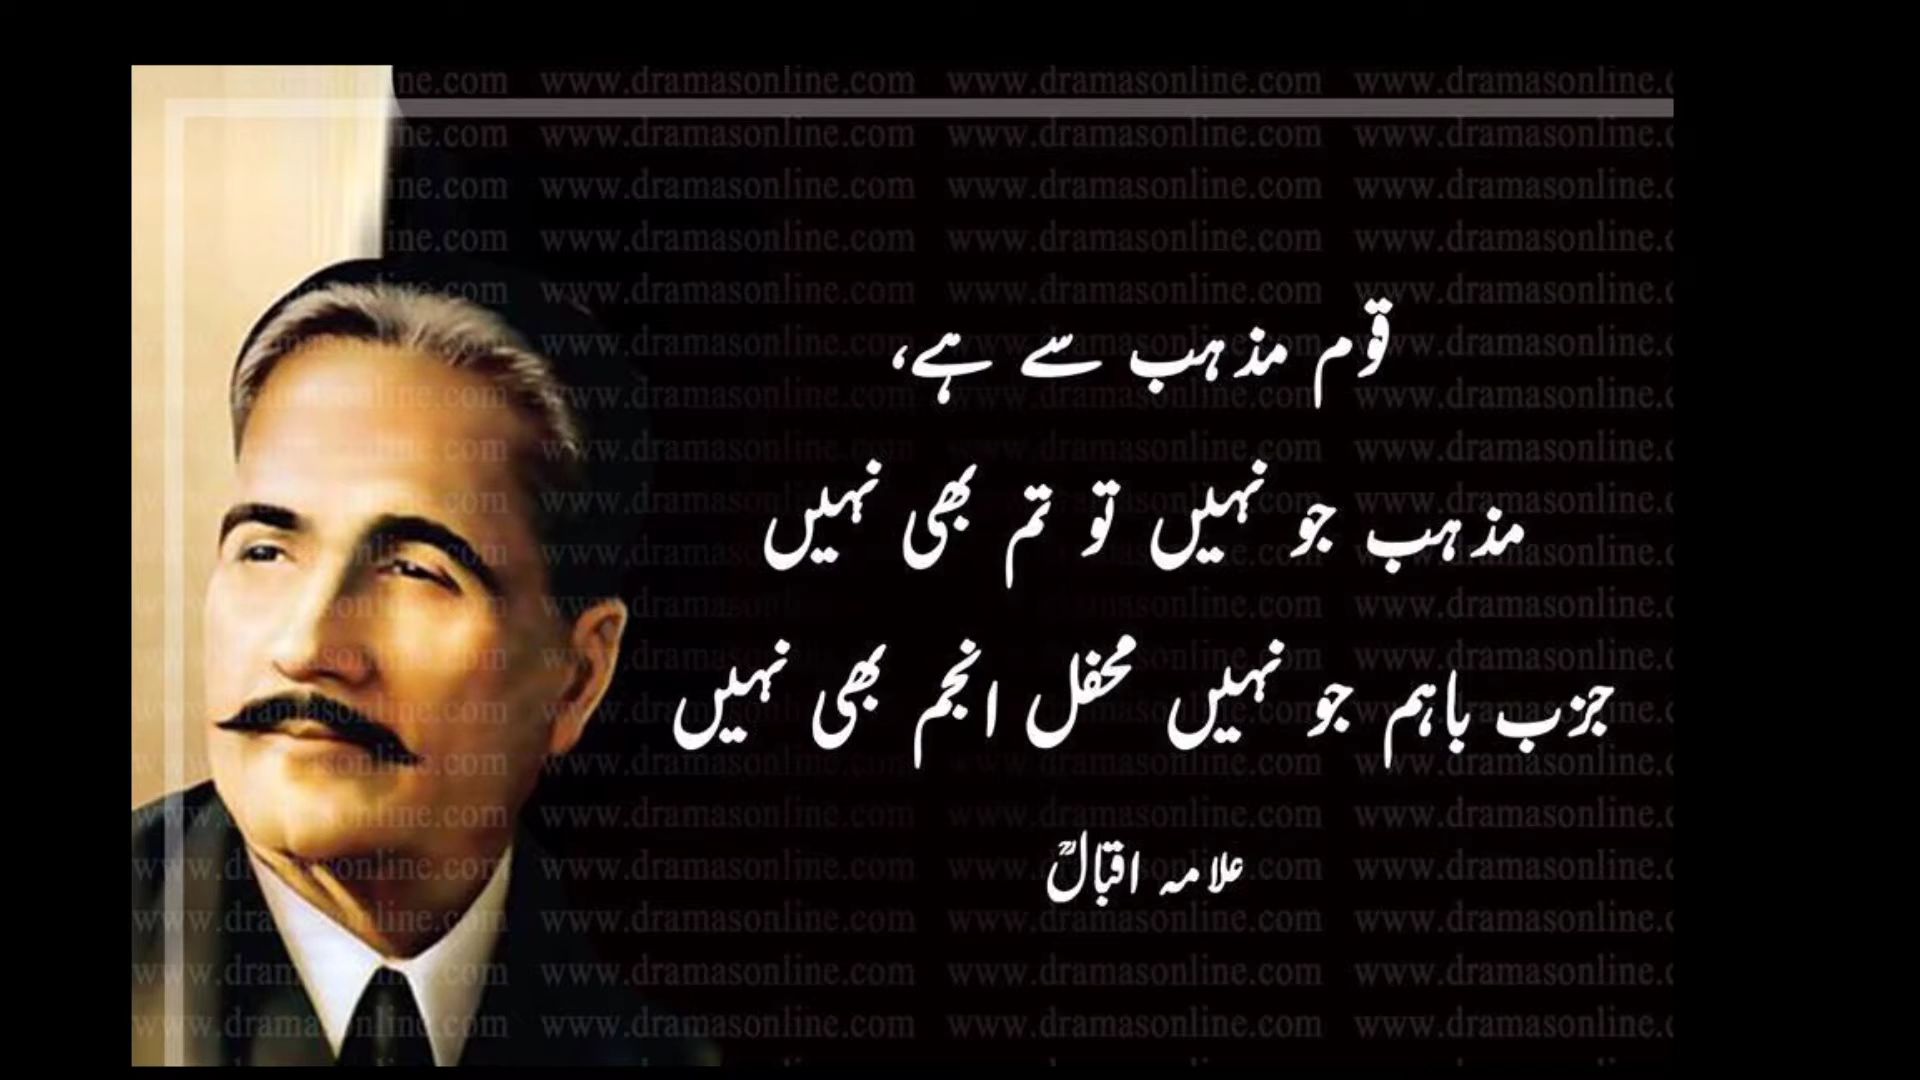 www.dramasonline.com
قوم مذہب سے ہے،
مذہب جو نہیں تو تم بھی نہیں
جزب باہم جو نہیں محفل انجم بھی نہیں
علامہ اقبالؒ